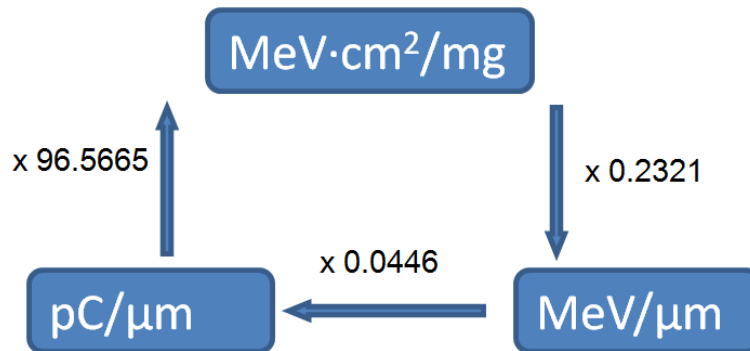 MeV·cm²/mg
x 96.5665
x 0.2321
x 0.0446
pC/µm
MeV/µm